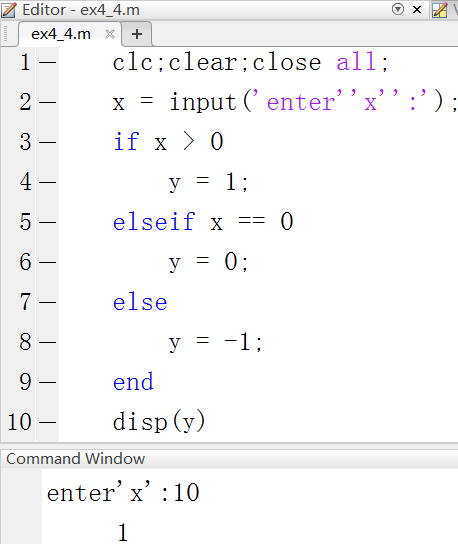 Editor - ex4_4.m
ex4_4.m
1 — clc;clear;close all;
2 — x = input('enter''x'':');
3 — if x > 0
4 — y = 1;
5 — elseif x == 0
6 — y = 0;
7 — else
8 — y = -1;
9 — end
10 — disp(y)
Command Window
enter'x':10
1